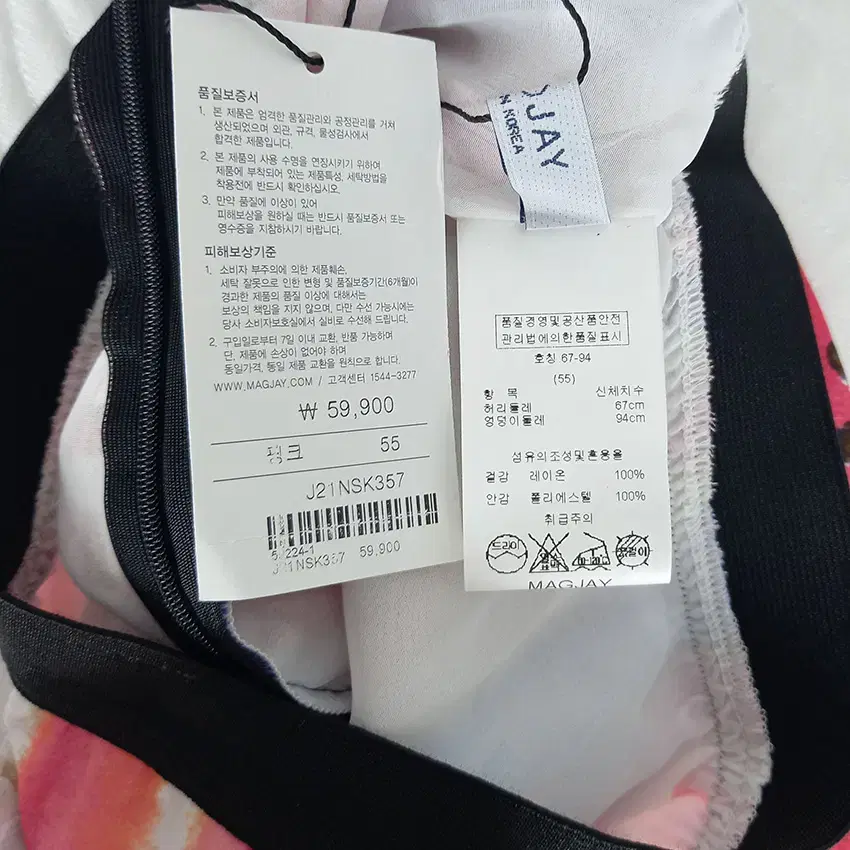 품질보증서
1. 본 제품은 엄격한 품질관리와 공정관리를 거쳐
생산되었으며 외관, 규격, 물성검사에서
합격한 제품입니다.
2. 본 제품의 사용 수명을 연장시키기 위하여
제품에 부착되어 있는 제품특성, 세탁방법을
착용전에 반드시 확인하십시오.
3. 만약 품질에 이상이 있어
피해보상을 원하실 때는 반드시 품질보증서 또는
영수증을 지참하시기 바랍니다.
피해보상기준
1. 소비자 부주의에 의한 제품훼손,
세탁 잘못으로 인한 변형 및 품질보증기간(6개월)이
경과한 제품의 품질 이상에 대해서는
보상의 책임을 지지 않으며, 다만 수선 가능시에는
당사 소비자보호실에서 실비로 수선해 드립니다.
2. 구입일로부터 7일 이내 교환, 반품 가능하며
단, 제품에 손상이 없어야 하며
동일가격, 동일 제품 교환을 원칙으로 합니다.
WWW.MAGJAY.COM / 고객센터 1544-3277
₩ 59,900
핑크 55
J21NSK357
J21NSK357 59,900
JAY
N KOREA
품질경영및공산품안전
관리법에의한품질표시
호칭 67-94
(55)
항 목 신체치수
허리둘레 67cm
엉덩이둘레 94cm
섬유의조성및혼용율
겉감 레이온 100%
안감 폴리에스텔 100%
취급주의
드라이
MAGJAY